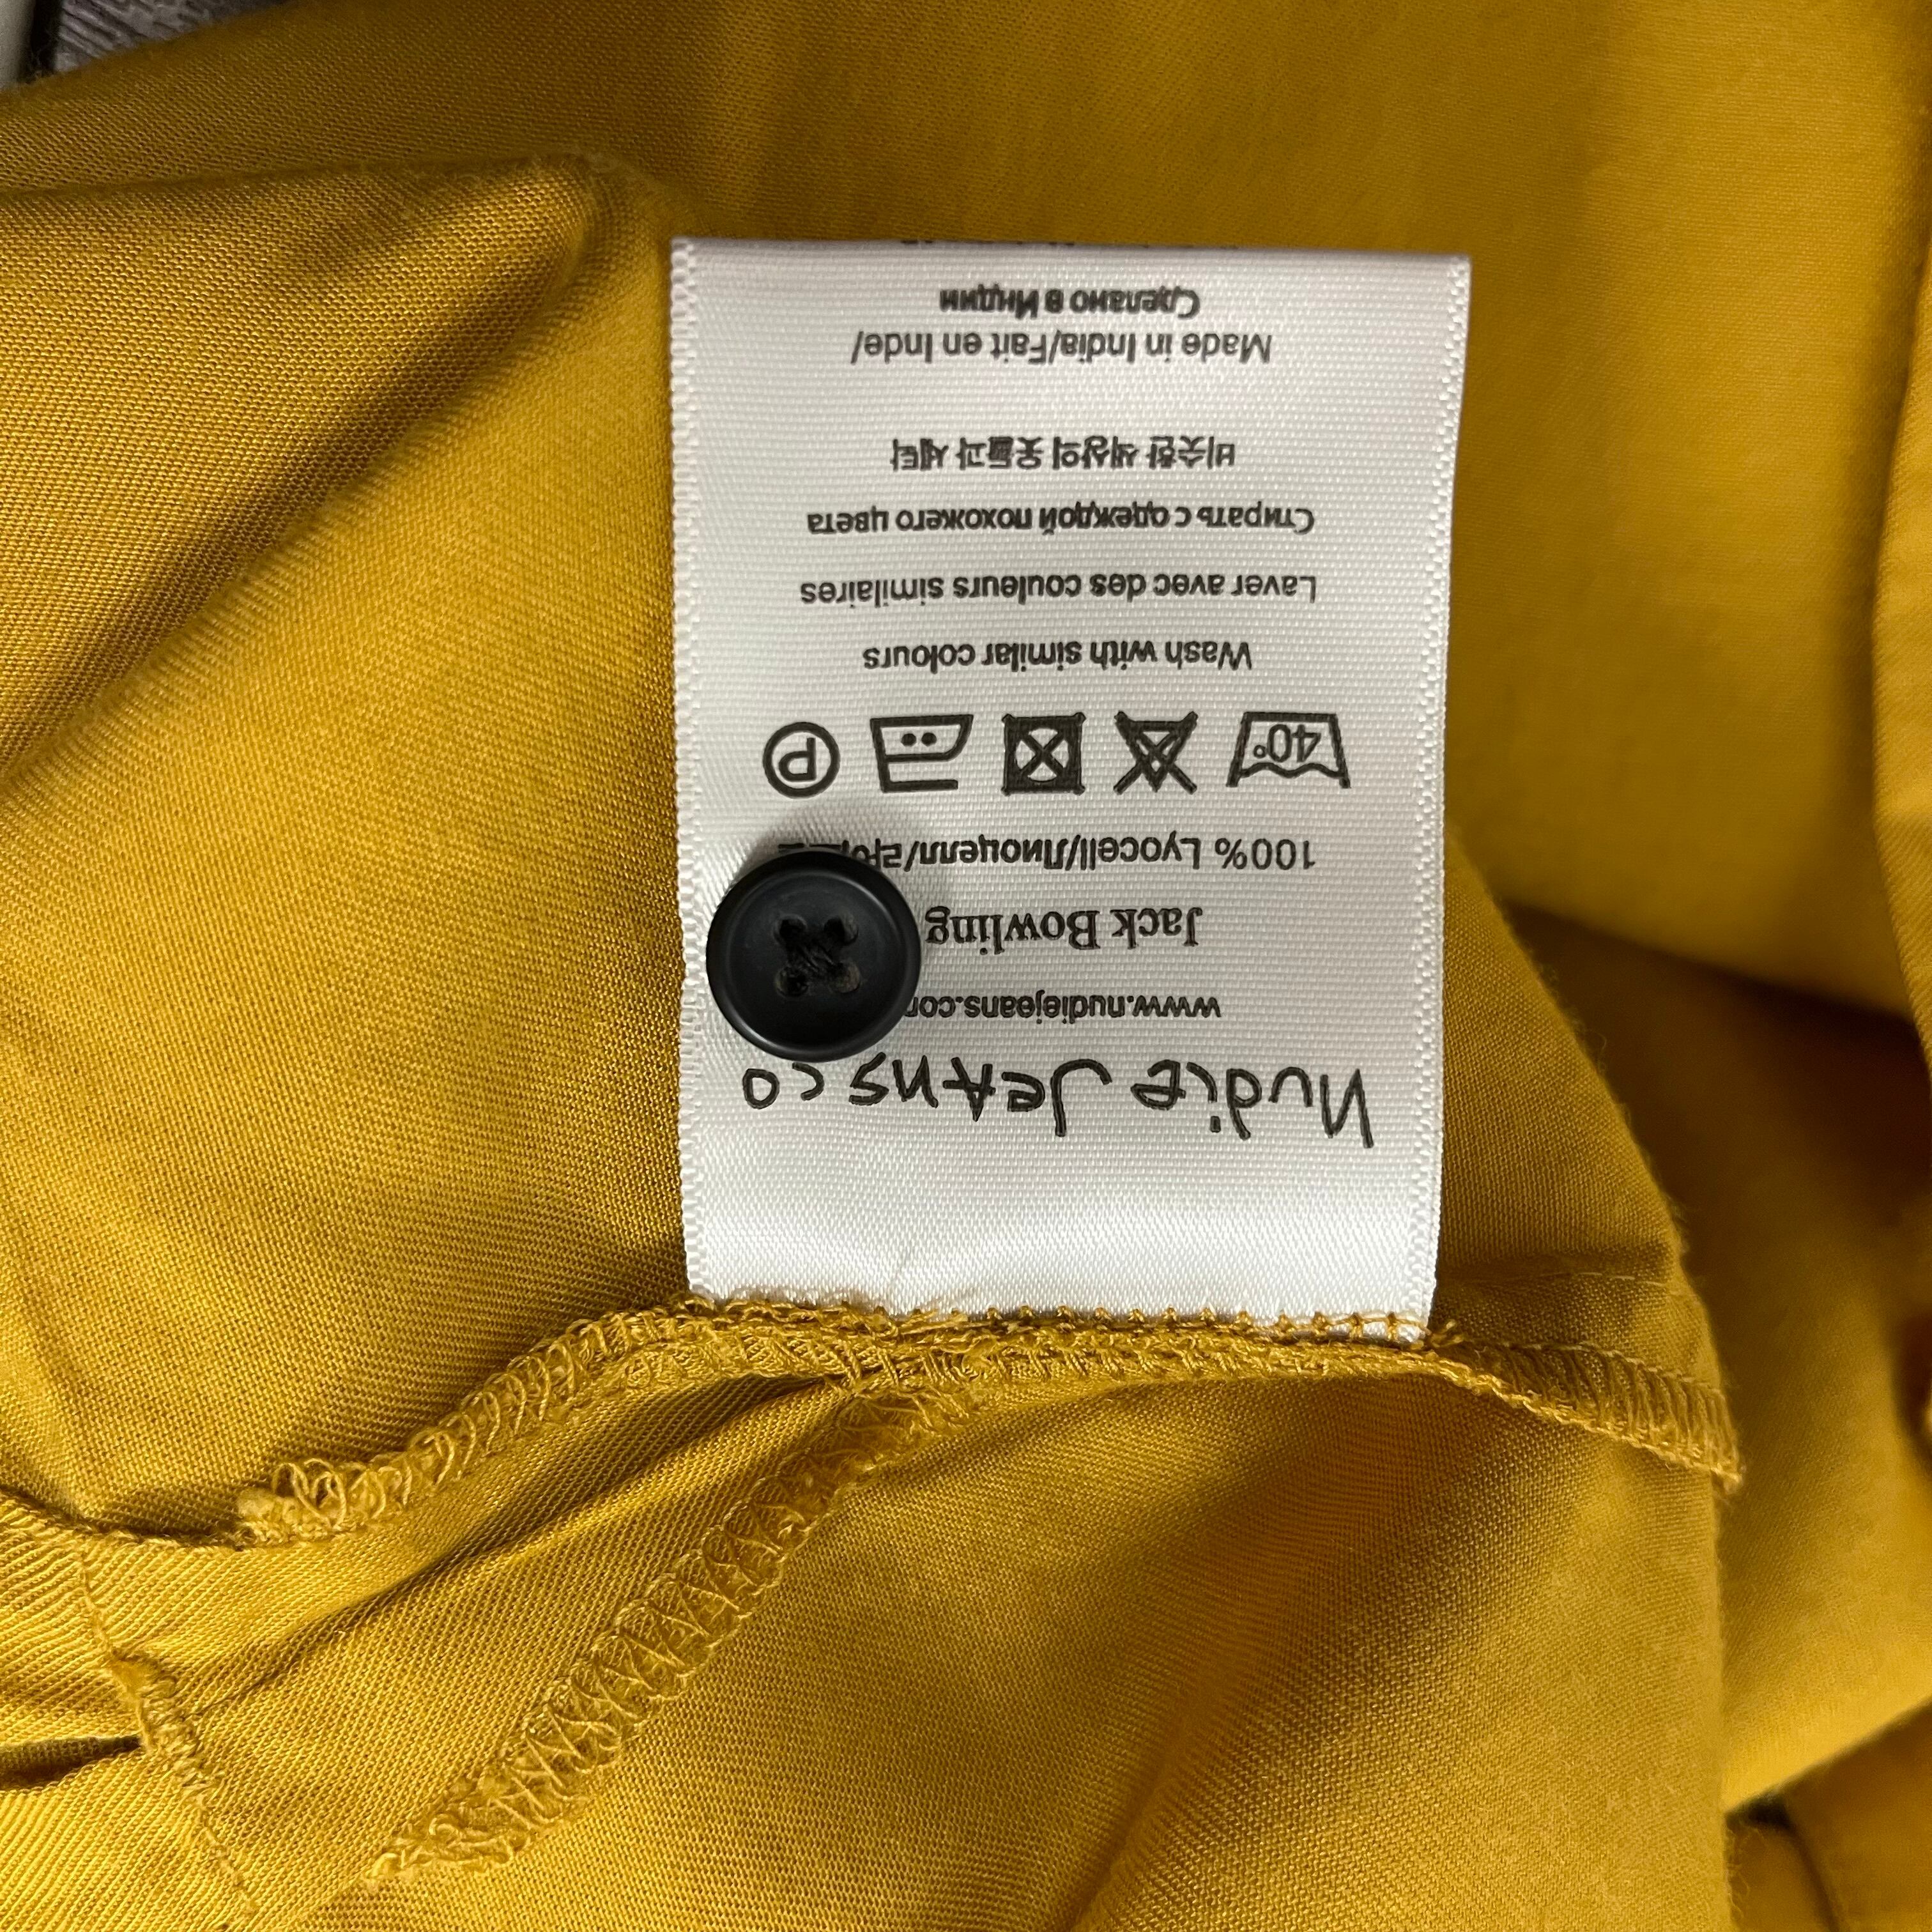 Nudie Jeans co
www.nudiejeans.co
Jack Bowling
100% Lyocell/Лиоцелл/
40°
P
Wash with similar colours
Laver avec des couleurs similaires
Стирать с одеждой похожего цвета
비슷한 색상의 옷들과 세탁
Made in India/Fait en Inde/
Сделано в Индии